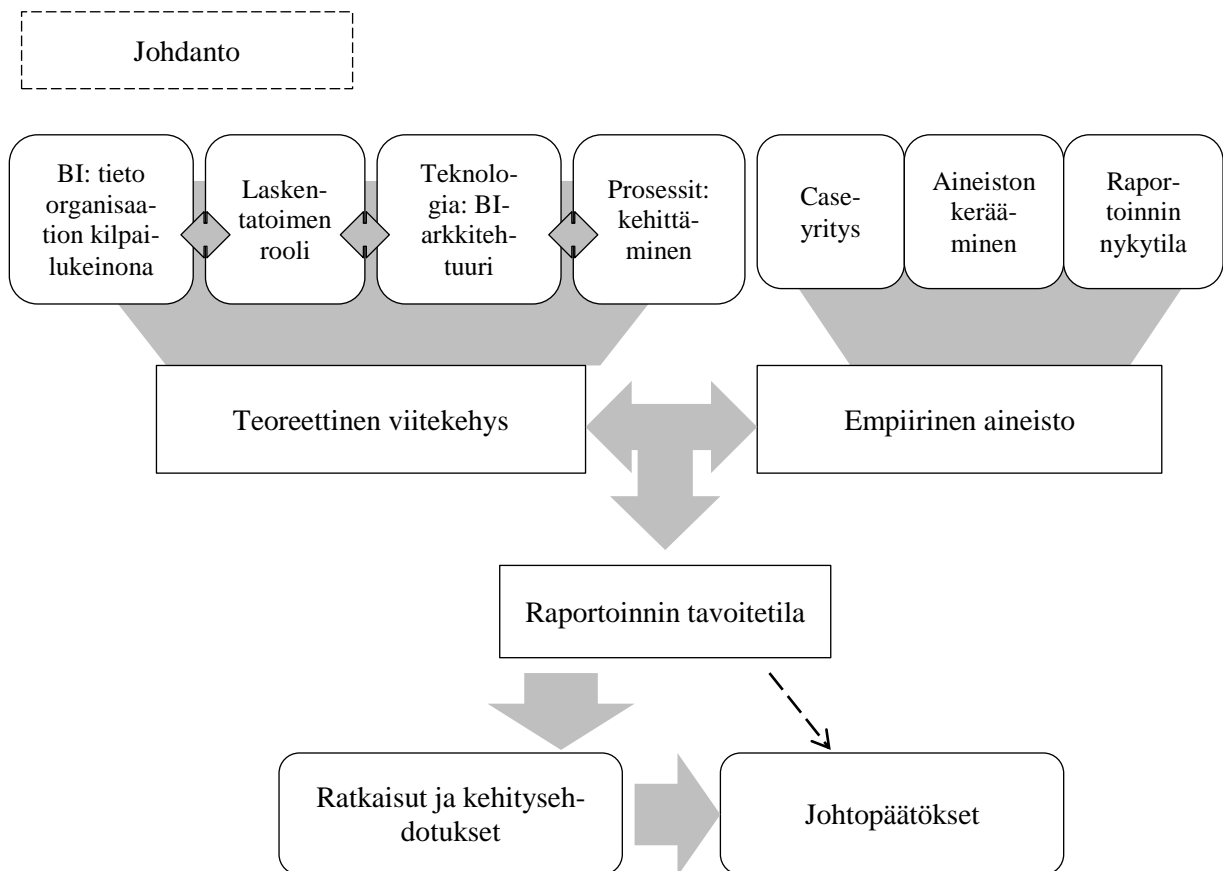 Johdanto
BI: tieto
organisaa-
tion kilpai-
lukeinona
Lasken-
tatoimen
rooli
Teknolo-
gia: BI-
arkkiteh-
tuuri
Prosessit:
kehittä-
minen
Case-
yritys
Aineiston
kerää-
minen
Rapor-
toinnin
nykytila
Teoreettinen viitekehys
Empiirinen aineisto
Raportoinnin tavoitetila
Ratkaisut ja kehityseh-
dotukset
Johtopäätökset